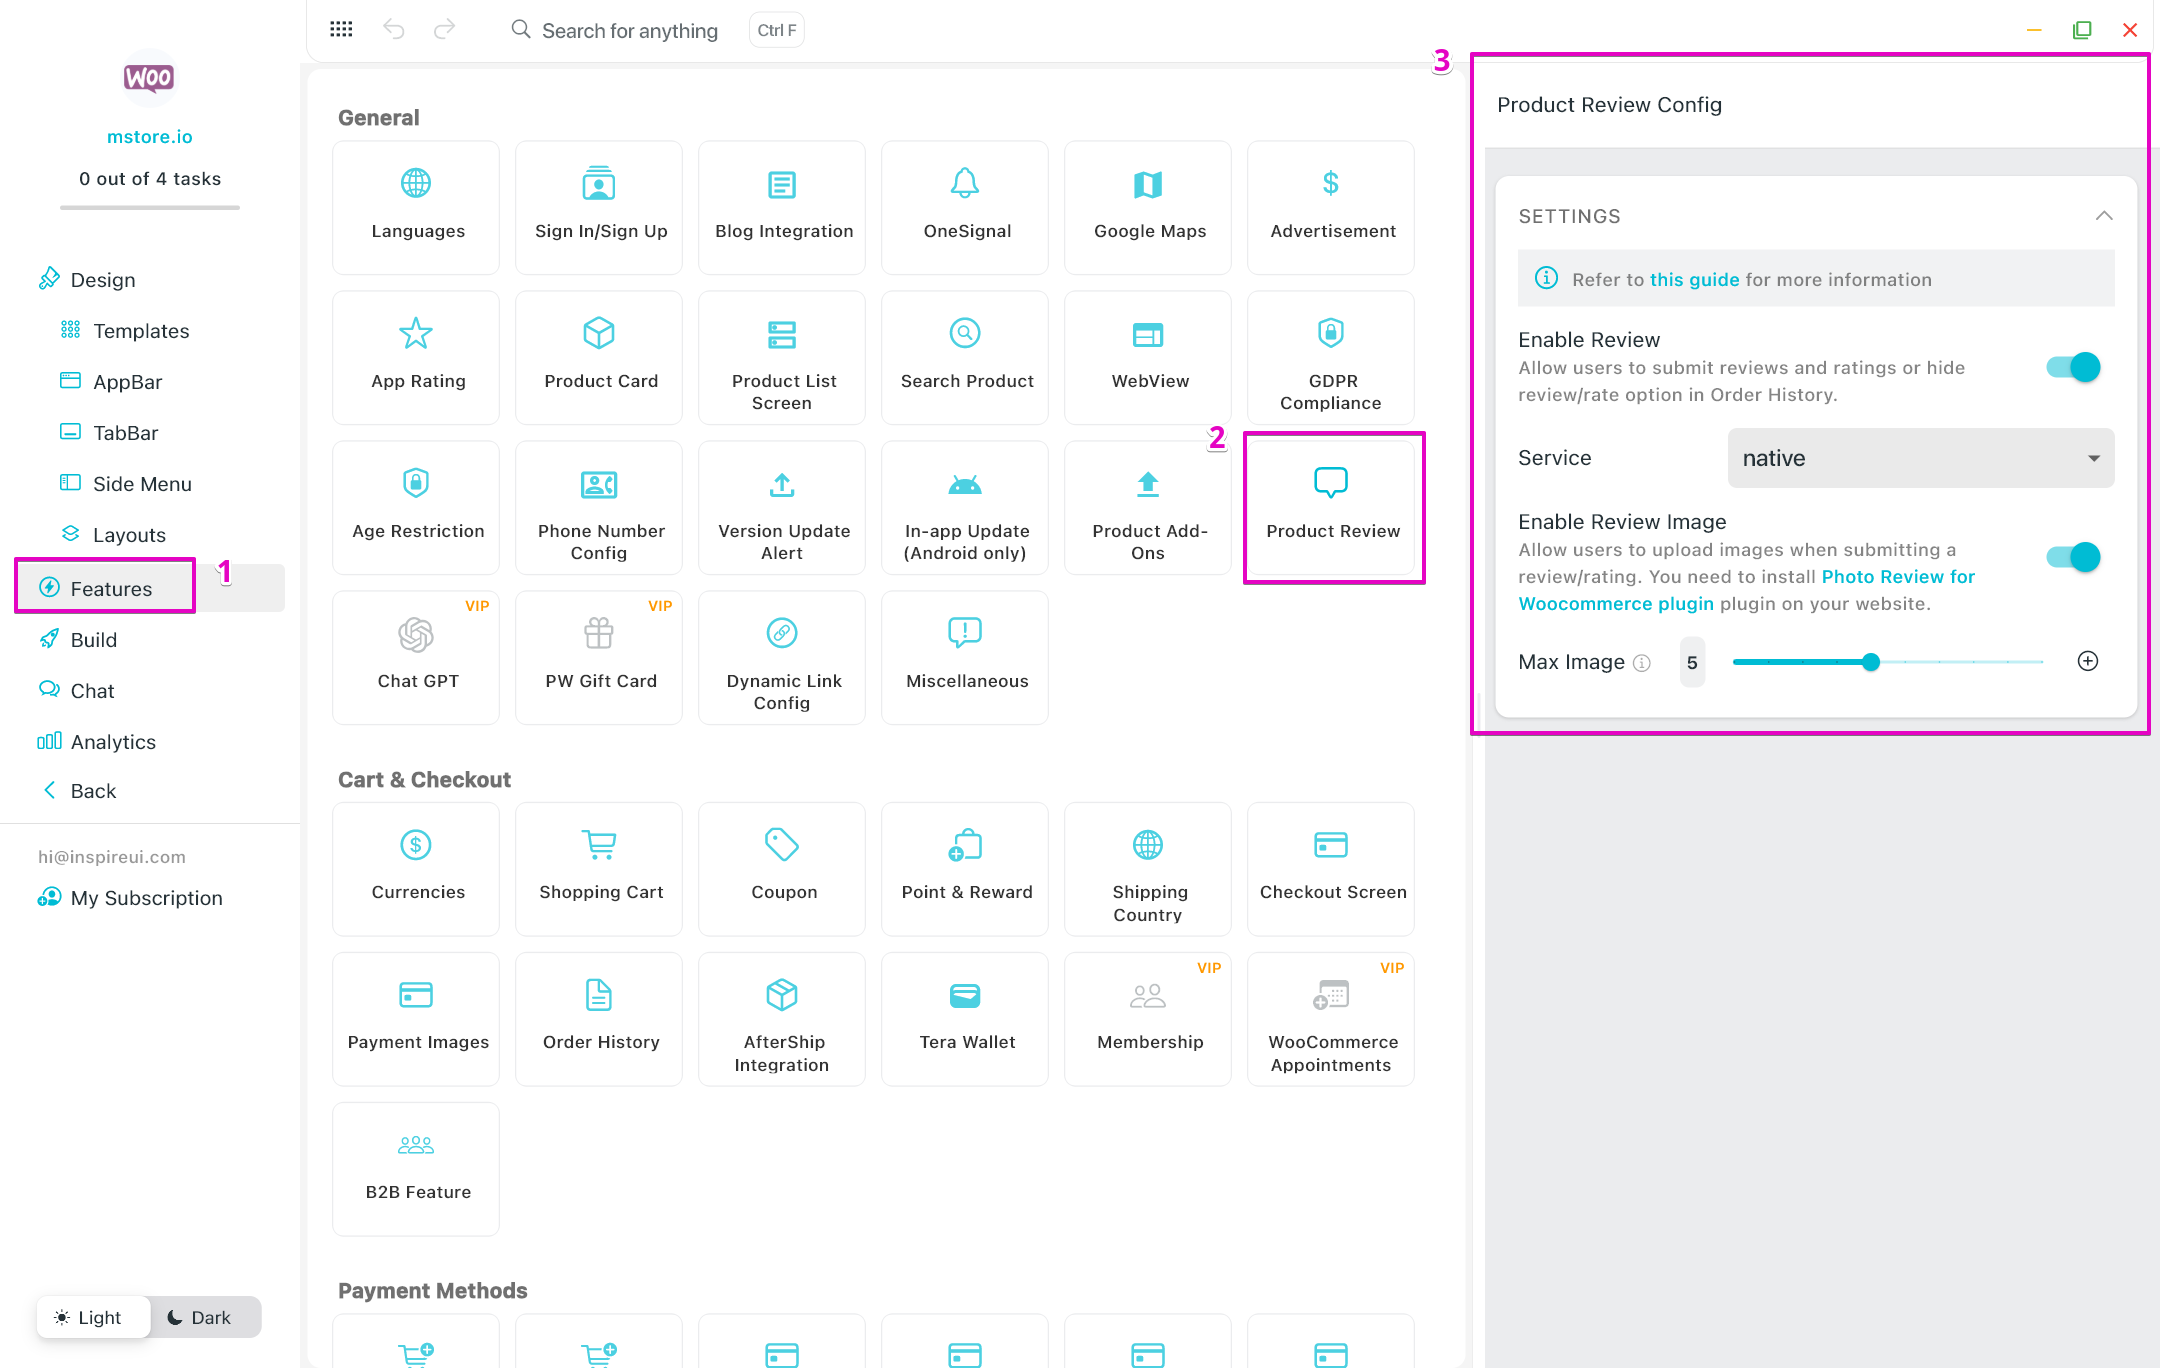 Search for anything
Ctrl F
WOO
mstore.io
0 out of 4 tasks
Design
Templates
AppBar
TabBar
Side Menu
Layouts
Features
1
Build
Chat
Analytics
Back
hi@inspireui.com
My Subscription
Light
Dark
General
Languages
Sign In/Sign Up
Blog Integration
OneSignal
Google Maps
Advertisement
App Rating
Product Card
Product List
Screen
Search Product
WebView
GDPR
Compliance
Age Restriction
Phone Number
Config
Version Update
Alert
In-app Update
(Android only)
Product Add-
Ons
2
Product Review
VIP
Chat GPT
VIP
PW Gift Card
Dynamic Link
Config
Miscellaneous
Cart & Checkout
Currencies
Shopping Cart
Coupon
Point & Reward
Shipping
Country
Checkout Screen
Payment Images
Order History
AfterShip
Integration
Tera Wallet
VIP
Membership
VIP
WooCommerce
Appointments
B2B Feature
Payment Methods
3
Product Review Config
SETTINGS
Refer to this guide for more information
Enable Review
Allow users to submit reviews and ratings or hide
review/rate option in Order History.
Service
native
Enable Review Image
Allow users to upload images when submitting a
review/rating. You need to install Photo Review for
Woocommerce plugin plugin on your website.
Max Image
5